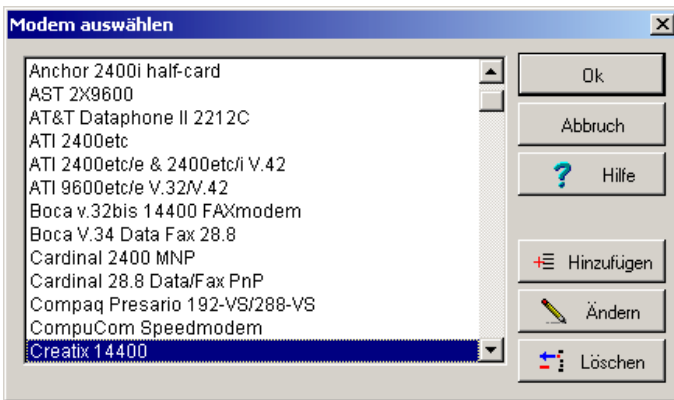 Modem auswählen
Anchor 2400i half-card
AST 2X9600
AT&T Dataphone II 2212C
ATI 2400etc
ATI 2400etc/e & 2400etc/i V.42
ATI 9600etc/e V.32/V.42
Boca v.32bis 14400 FAXmodem
Boca V.34 Data Fax 28.8
Cardinal 2400 MNP
Cardinal 28.8 Data/Fax PnP
Compaq Presario 192-VS/288-VS
CompuCom Speedmodem
Creatix 14400
Ok
Abbruch
Hilfe
Hinzufügen
Ändern
Löschen